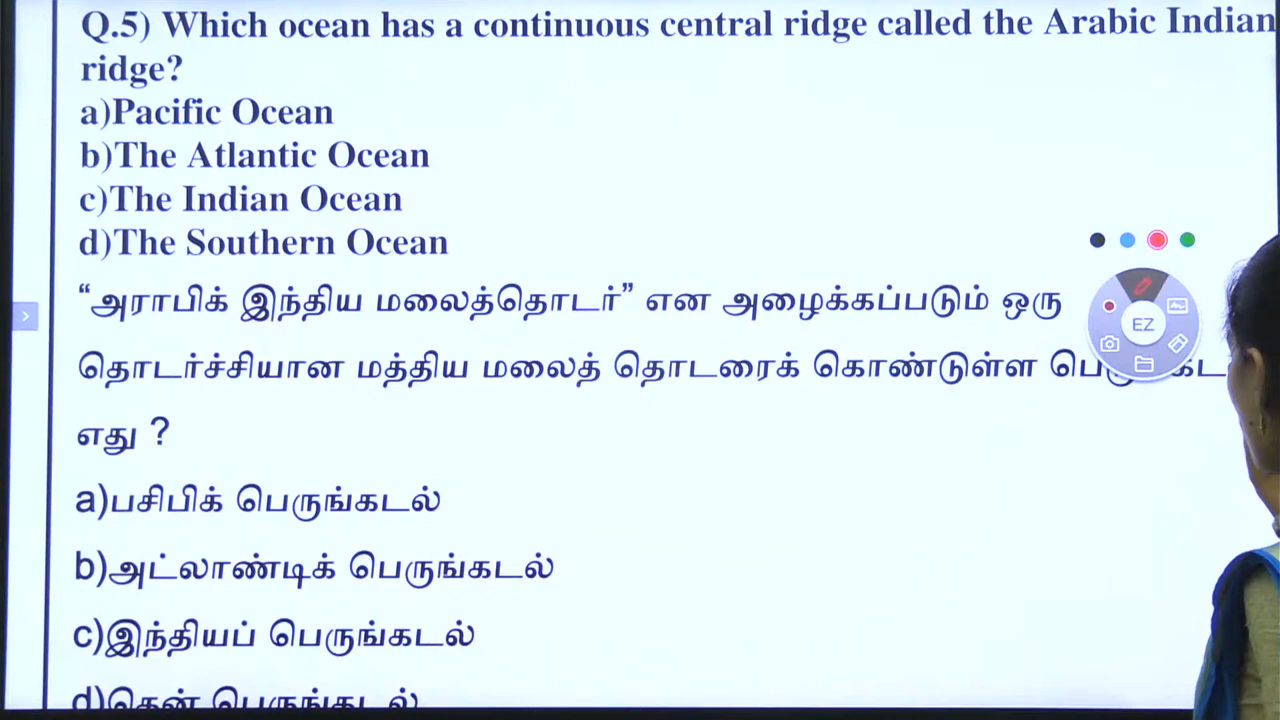 Q.5) Which ocean has a continuous central ridge called the Arabic Indian
ridge?
a)Pacific Ocean
b)The Atlantic Ocean
c)The Indian Ocean
d)The Southern Ocean
“அராபிக் இந்திய மலைத்தொடர்” என அழைக்கப்படும் ஒரு
தொடர்ச்சியான மத்திய மலைத் தொடரைக் கொண்டுள்ள
எது ?
a)பசிபிக் பெருங்கடல்
b)அட்லாண்டிக் பெருங்கடல்
c)இந்தியப் பெருங்கடல்
d)தென் பெருங்கடல்
EZ